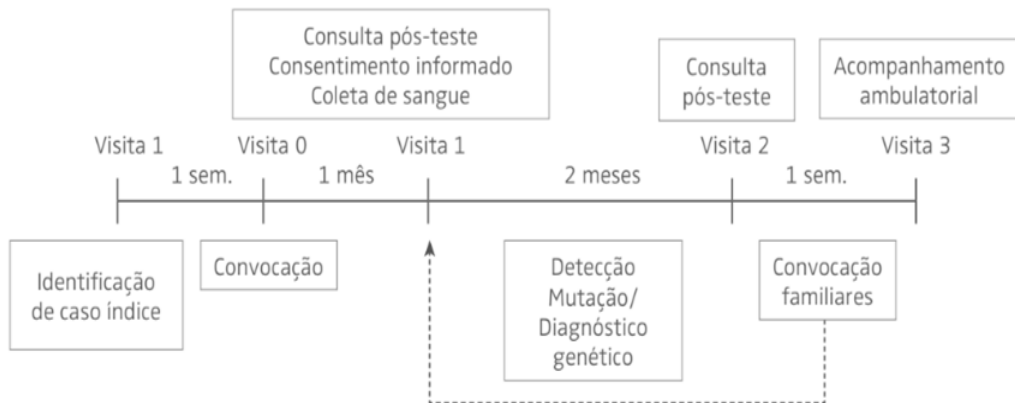 Consulta pós-teste
Consentimento informado
Coleta de sangue
Consulta
pós-teste
Acompanhamento
ambulatorial
Visita 1
Visita 0
Visita 1
Visita 2
Visita 3
1 sem.
1 mês
2 meses
1 sem.
Identificação
de caso índice
Convocação
Detecção
Mutação/
Diagnóstico
genético
Convocação
familiares